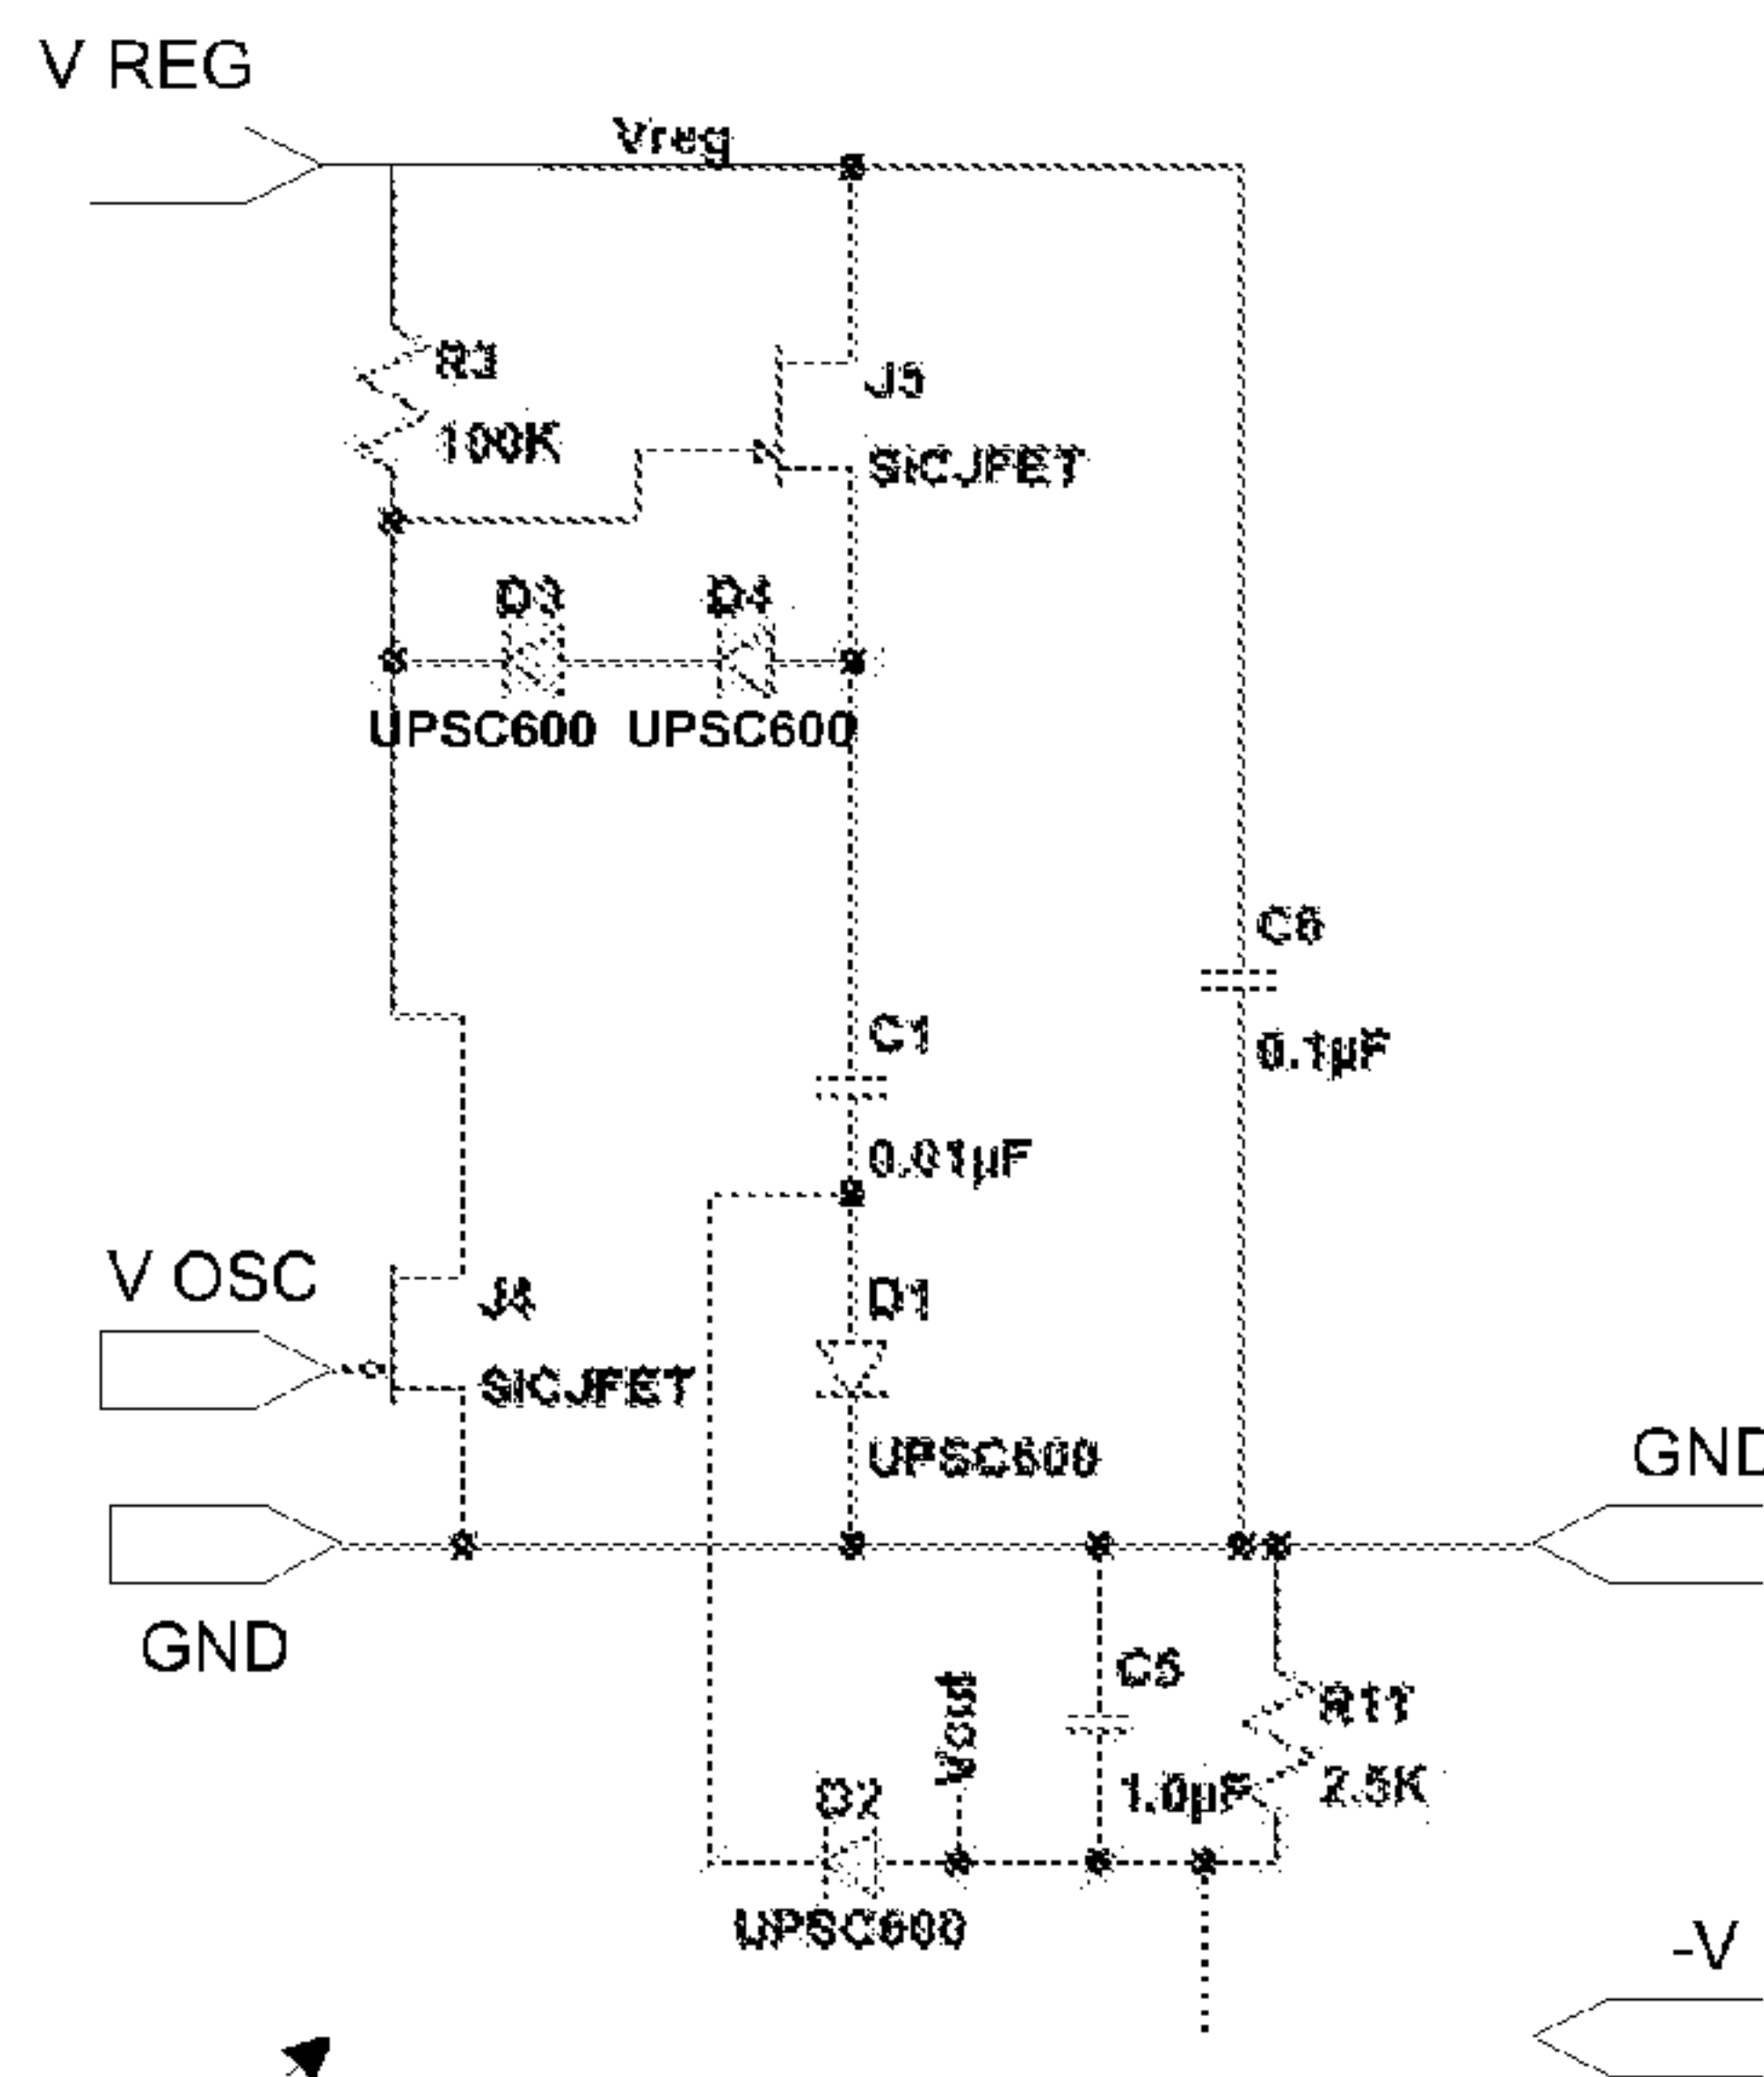 V REG
Vreg
R3
100K
J5
SICJFET
D3
D4
UPSC600
UPSC600
C6
0.1µF
C1
0.01µF
V OSC
J4
SICJFET
D1
UPSC600
GND
GND
C5
1.0µF
R11
2.5K
Vout
D2
UPSC600
-V